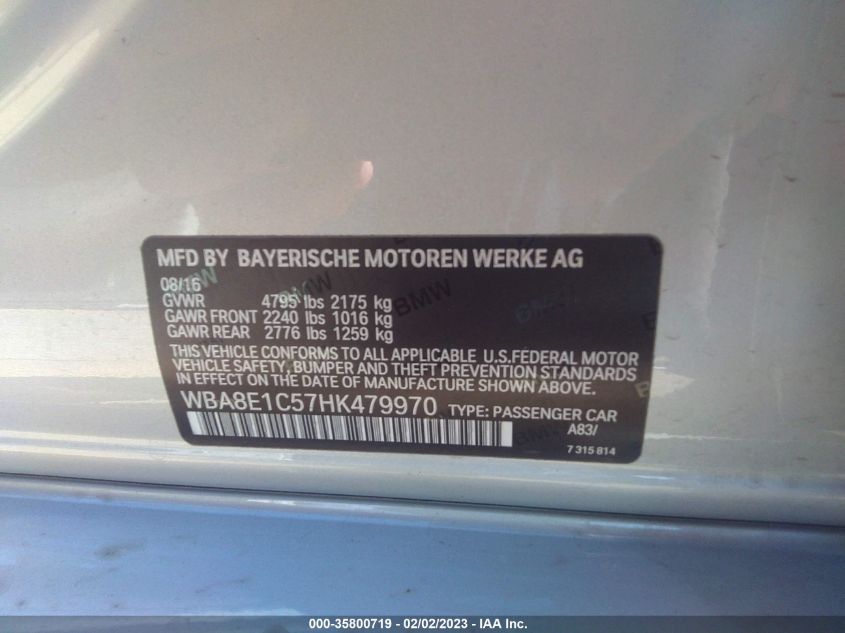 MFD BY BAYERISCHE MOTOREN WERKE AG
08/16
GVWR 4795 lbs 2175 kg
GAWR FRONT 2240 lbs 1016 kg
GAWR REAR 2776 lbs 1259 kg
THIS VEHICLE CONFORMS TO ALL APPLICABLE U.S.FEDERAL MOTOR
VEHICLE SAFETY, BUMPER AND THEFT PREVENTION STANDARDS
IN EFFECT ON THE DATE OF MANUFACTURE SHOWN ABOVE.
WBA8E1C57HK479970 TYPE: PASSENGER CAR
A83/
7 315 814
BMW
BMW
BMW
000-35800719 - 02/02/2023 - IAA Inc.